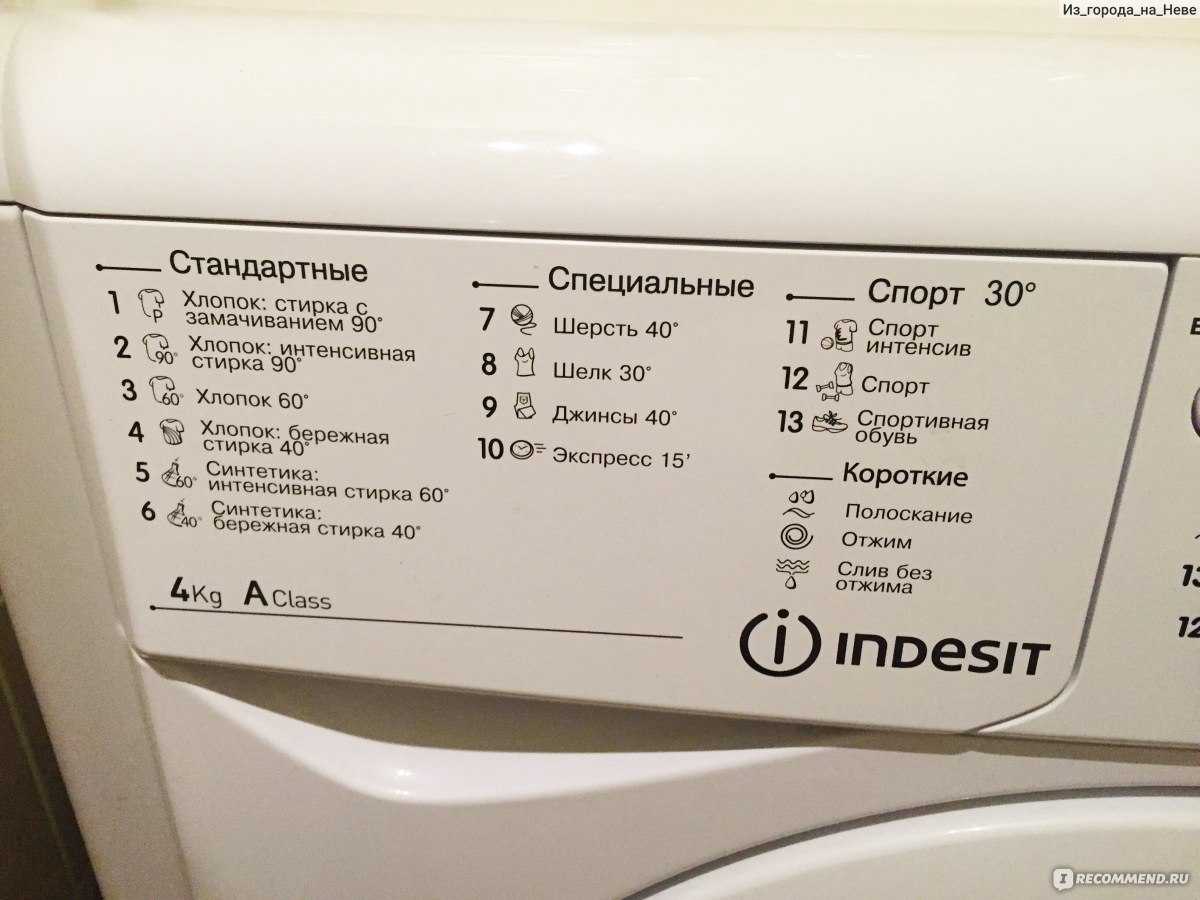 Из_города_на_Неве
Стандартные
1 Хлопок: стирка с
замачиванием 90°
2 Хлопок: интенсивная
стирка 90°
3 Хлопок 60°
4 Хлопок: бережная
стирка 40°
5 Синтетика:
интенсивная стирка 60°
6 Синтетика:
бережная стирка 40°
4Kg A Class
Специальные
7 Шерсть 40°
8 Шелк 30°
9 Джинсы 40°
10 Экспресс 15'
Спорт 30°
11 Спорт
интенсив
12 Спорт
13 Спортивная
обувь
Короткие
Полоскание
Отжим
Слив без
отжима
INDESIT
13
12
IRECOMMEND.RU